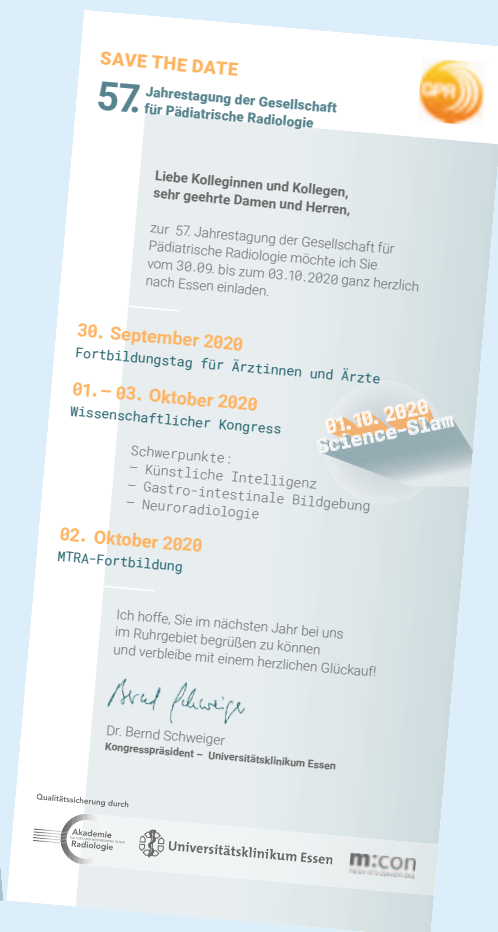 SAVE THE DATE
57. Jahrestagung der Gesellschaft
für Pädiatrische Radiologie
GPR
Liebe Kolleginnen und Kollegen,
sehr geehrte Damen und Herren,
zur 57. Jahrestagung der Gesellschaft für
Pädiatrische Radiologie möchte ich Sie
vom 30.09. bis zum 03.10.2020 ganz herzlich
nach Essen einladen.
30. September 2020
Fortbildungstag für Ärztinnen und Ärzte
01.– 03. Oktober 2020
Wissenschaftlicher Kongress
01.10. 2020
Science-Slam
Schwerpunkte:
– Künstliche Intelligenz
– Gastro-intestinale Bildgebung
– Neuroradiologie
02. Oktober 2020
MTRA-Fortbildung
Ich hoffe, Sie im nächsten Jahr bei uns
im Ruhrgebiet begrüßen zu können
und verbleibe mit einem herzlichen Glückauf!
Bernd Schweiger
Dr. Bernd Schweiger
Kongresspräsident – Universitätsklinikum Essen
Qualitätssicherung durch
Akademie
Radiologie
Universitätsklinikum Essen
m:con